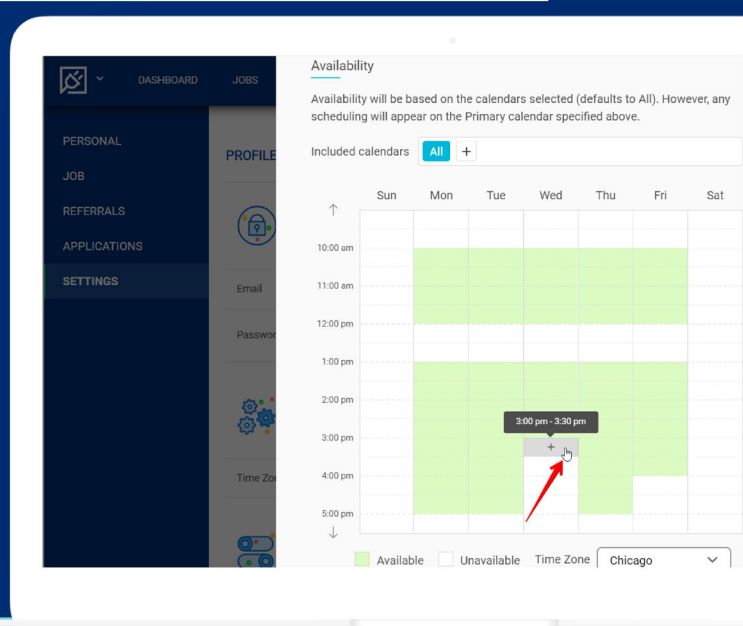 DASHBOARD
JOBS
PERSONAL
JOB
REFERRALS
APPLICATIONS
SETTINGS
PROFILE
Email
Passwor
Time Zo
Availability
Availability will be based on the calendars selected (defaults to All). However, any
scheduling will appear on the Primary calendar specified above.
Included calendars All +
Sun Mon Tue Wed Thu Fri Sat
10:00 am
11:00 am
12:00 pm
1:00 pm
2:00 pm
3:00 pm - 3:30 pm
3:00 pm +
4:00 pm
5:00 pm
Available Unavailable Time Zone Chicago